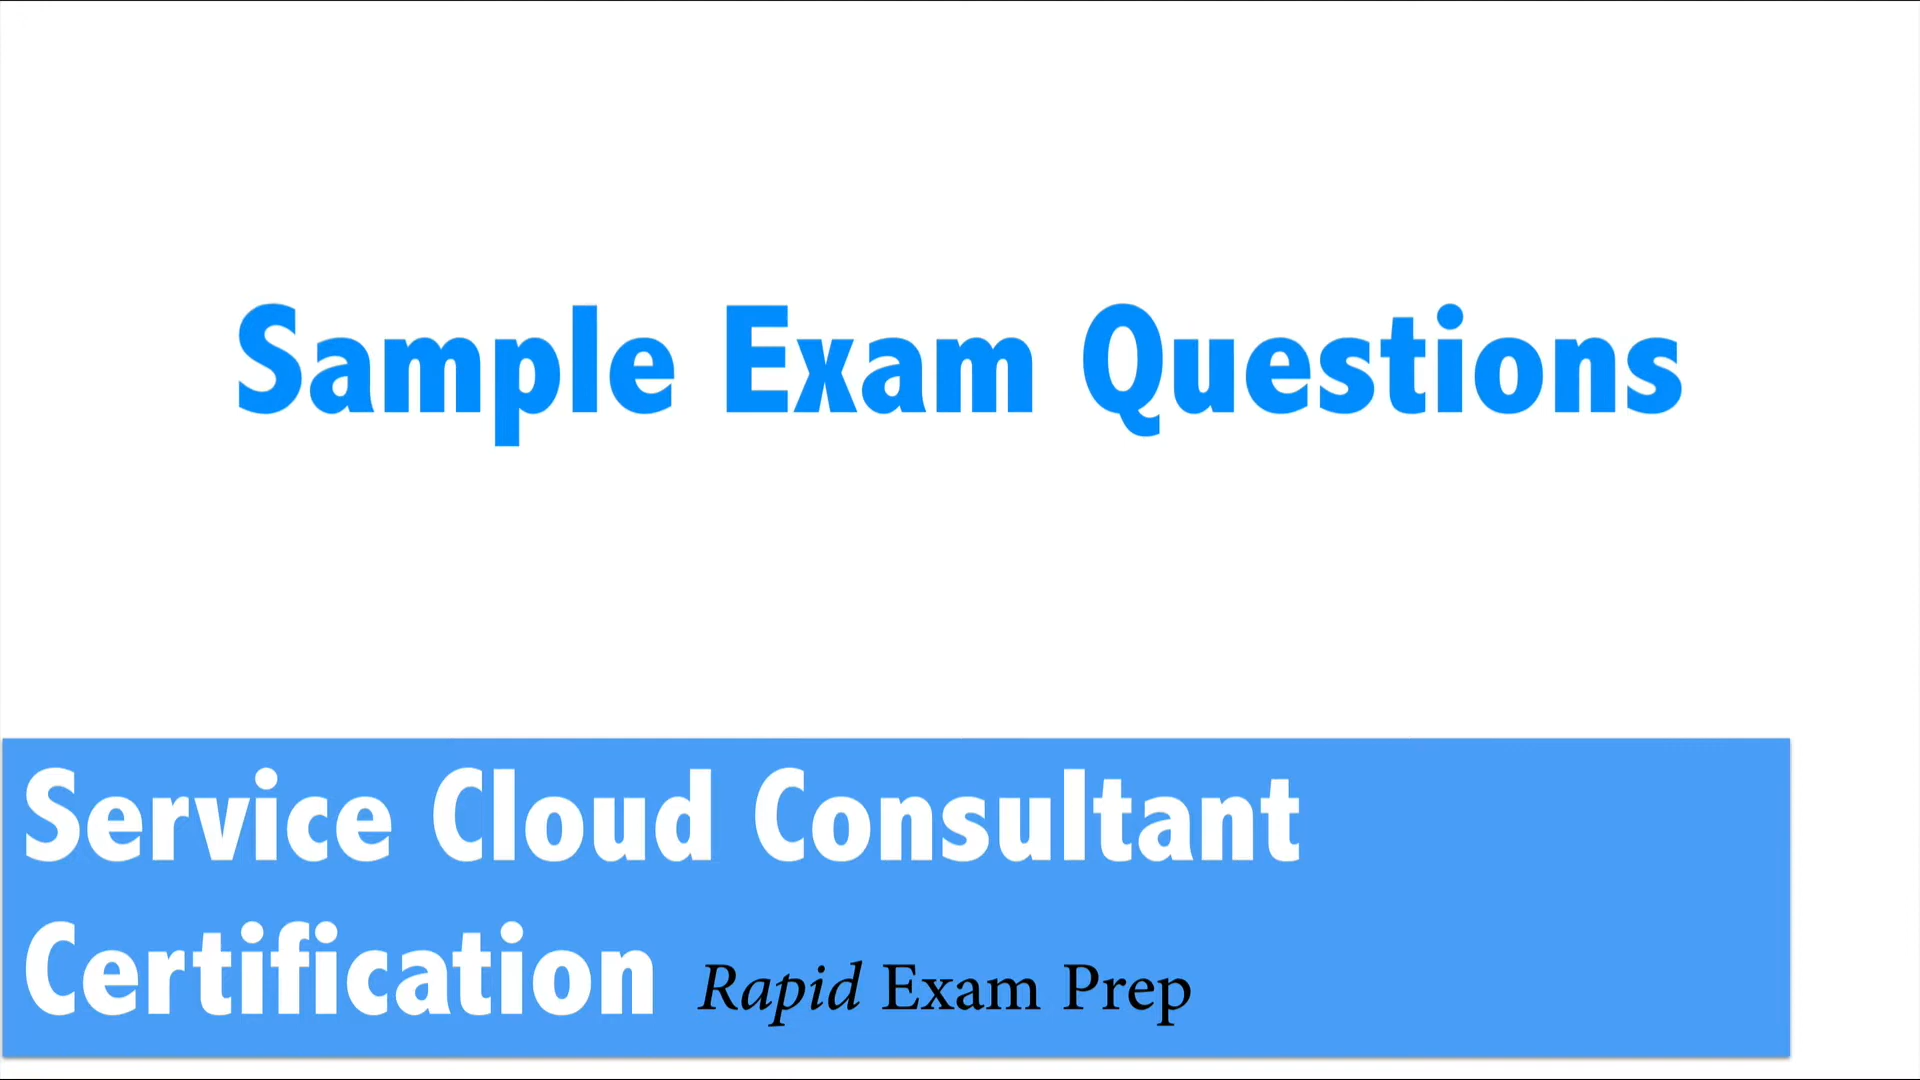 Sample Exam Questions
Service Cloud Consultant
Certification Rapid Exam Prep